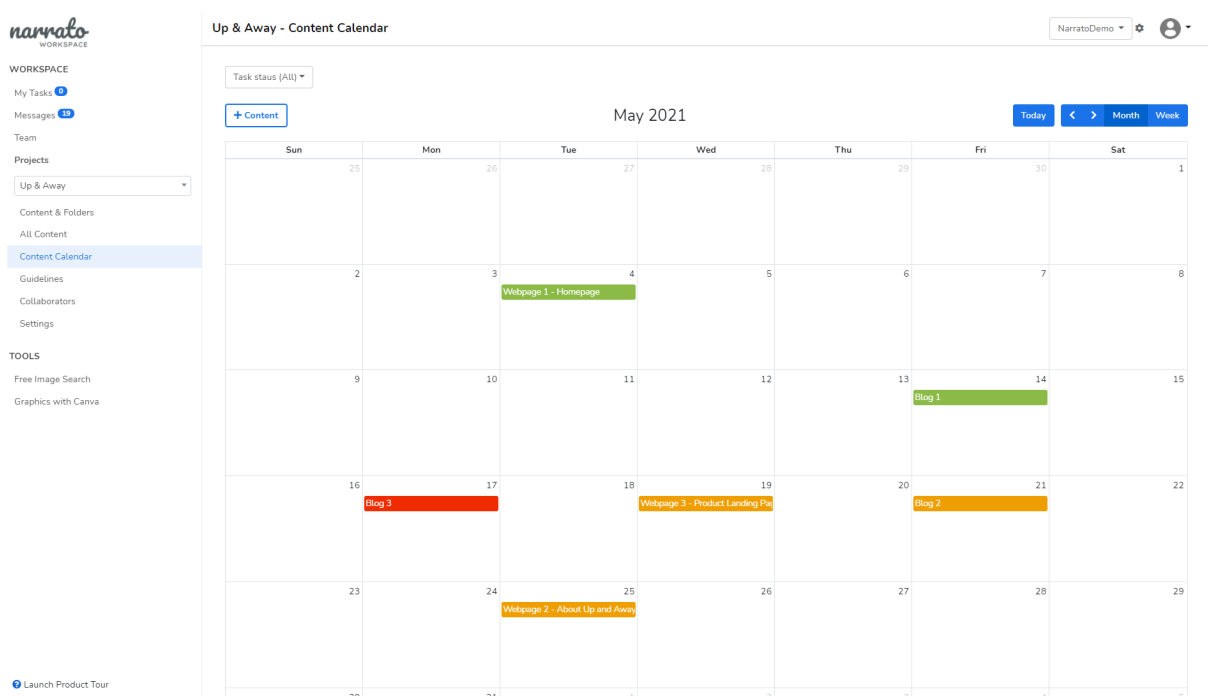 narrato
WORKSPACE
Up & Away - Content Calendar
NarratoDemo
WORKSPACE
My Tasks 0
Messages 19
Team
Projects
Up & Away
Content & Folders
All Content
Content Calendar
Guidelines
Collaborators
Settings
TOOLS
Free Image Search
Graphics with Canva
Launch Product Tour
Task staus (All)
+ Content
May 2021
Today
Month
Week
Sun Mon Tue Wed Thu Fri Sat
25 26 27 28 29 30 1
2 3 4 5 6 7 8
Webpage 1 - Homepage
9 10 11 12 13 14 15
Blog 1
16 17 18 19 20 21 22
Blog 3
Webpage 3 - Product Landing Pa
Blog 2
23 24 25 26 27 28 29
Webpage 2 - About Up and Away